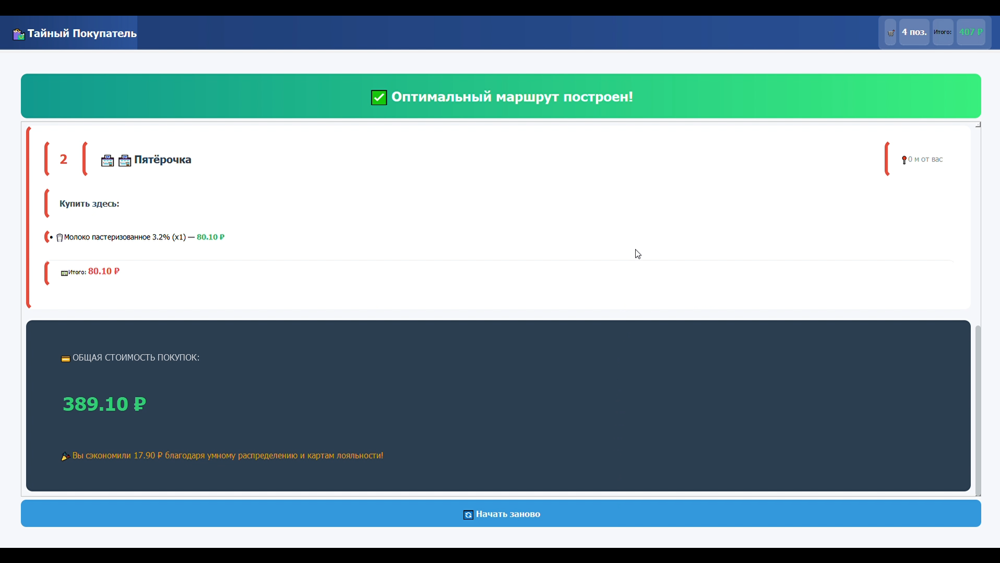 Тайный Покупатель
4 поз. Итого: 407 ₽
Оптимальный маршрут построен!
2 Пятёрочка 0 м от вас
Купить здесь:
• Молоко пастеризованное 3.2% (x1) — 80.10 ₽
Итого: 80.10 ₽
ОБЩАЯ СТОИМОСТЬ ПОКУПОК:
389.10 ₽
Вы сэкономили 17.90 ₽ благодаря умному распределению и картам лояльности!
Начать заново